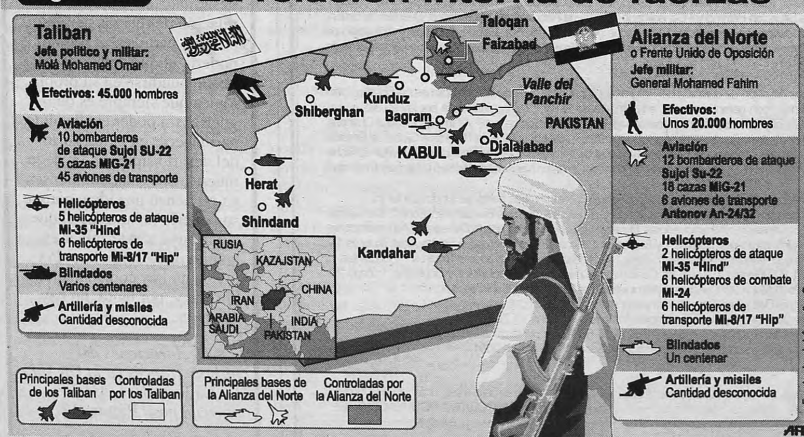 La relación interna de fuerzas
Taliban
Jefe político y militar:
Molá Mohamed Omar
Efectivos: 45.000 hombres
Aviación
10 bombarderos
de ataque Sujoi SU-22
5 cazas MIG-21
45 aviones de transporte
Helicópteros
5 helicópteros de ataque
Mi-35 "Hind
6 helicópteros de
transporte Mi-8/17 "Hip"
Blindados
Varios centenares
Artillería y misiles
Cantidad desconocida
N
Taloqan
Faizabad
Kunduz
Shiberghan
Bagram
Valle del
Panchir
PAKISTAN
KABUL
Djalalabad
Herat
Shindand
Kandahar
RUSIA
KAZAJSTAN
CHINA
IRAN
ARABIA
SAUDI
INDIA
PAKISTAN
Alianza del Norte
o Frente Unido de Oposición
Jefe militar:
General Mohamed Fahim
Efectivos:
Unos 20.000 hombres
Aviación
12 bombarderos de ataque
Sujoi Su-22
18 cazas MiG-21
6 aviones de transporte
Antonov An-24/32
Helicópteros
2 helicópteros de ataque
Mi-35 "Hind"
6 helicópteros de combate
Mi-24
6 helicópteros de
transporte Mi-8/17 "Hip"
Blindados
Un centenar
Artillería y misiles
Cantidad desconocida
Principales bases
de los Taliban
Controladas
por los Taliban
Principales bases de
la Alianza del Norte
Controladas por
la Alianza del Norte